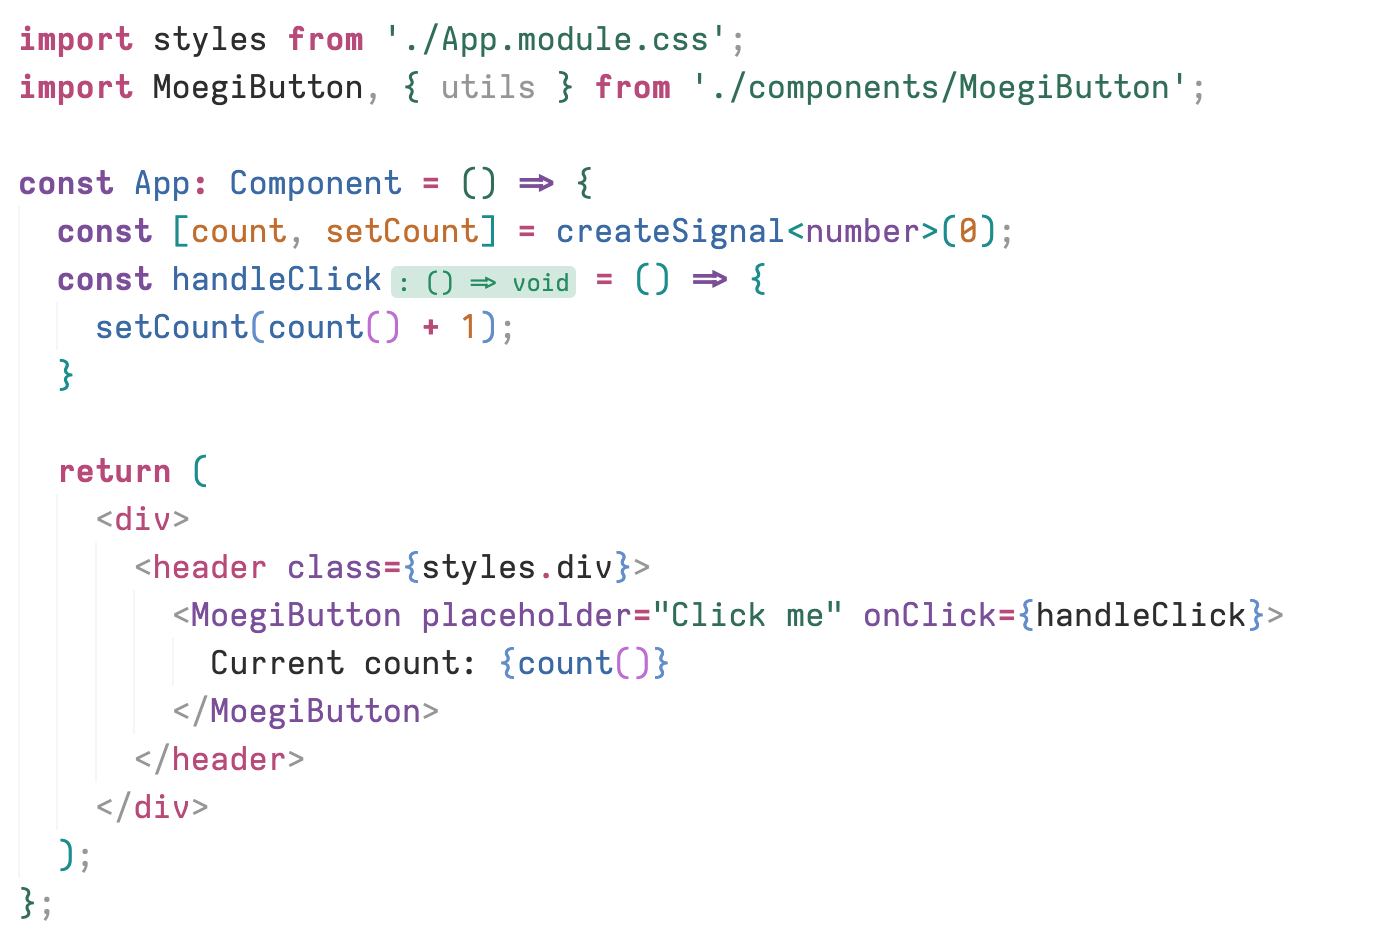 import styles from './App.module.css';
import MoegiButton, { utils } from './components/MoegiButton';

const App: Component = () => {
  const [count, setCount] = createSignal<number>(0);
  const handleClick : () => void = () => {
    setCount(count() + 1);
  }

  return (
    <div>
      <header class={styles.div}>
        <MoegiButton placeholder="Click me" onClick={handleClick}>
          Current count: {count()}
        </MoegiButton>
      </header>
    </div>
  );
};